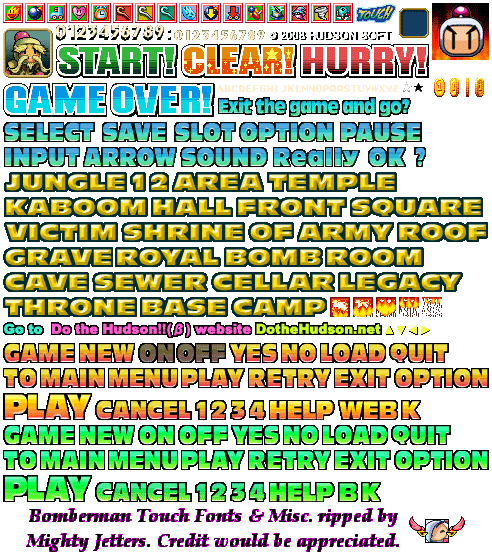 TOUCH
0123456789: 0123456789 © 2008 HUDSON SOFT
START! CLEAR! HURRY!
ABCDEFGHIJKLMNOPQRSTUVWXYZ ☆★
GAME OVER! Exit the game and go?
SELECT SAVE SLOT OPTION PAUSE
INPUT ARROW SOUND Really OK ?
JUNGLE 1 2 AREA TEMPLE
KABOOM HALL FRONT SQUARE
VICTIM SHRINE OF ARMY ROOF
GRAVE ROYAL BOMB ROOM
CAVE SEWER CELLAR LEGACY
THRONE BASE CAMP
Go to Do the Hudson!!(β) website DotheHudson.net ▲▼◀▶
GAME NEW ON OFF YES NO LOAD QUIT
TO MAIN MENU PLAY RETRY EXIT OPTION
PLAY CANCEL 1 2 3 4 HELP WEB K
GAME NEW ON OFF YES NO LOAD QUIT
TO MAIN MENU PLAY RETRY EXIT OPTION
PLAY CANCEL 1 2 3 4 HELP B K
Bomberman Touch Fonts & Misc. ripped by
Mighty Jetters. Credit would be appreciated.